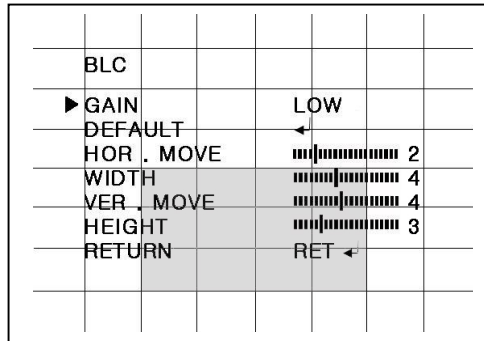 BLC
▶ GAIN LOW
DEFAULT ↲
HOR . MOVE 2
WIDTH 4
VER . MOVE 4
HEIGHT 3
RETURN RET ↲